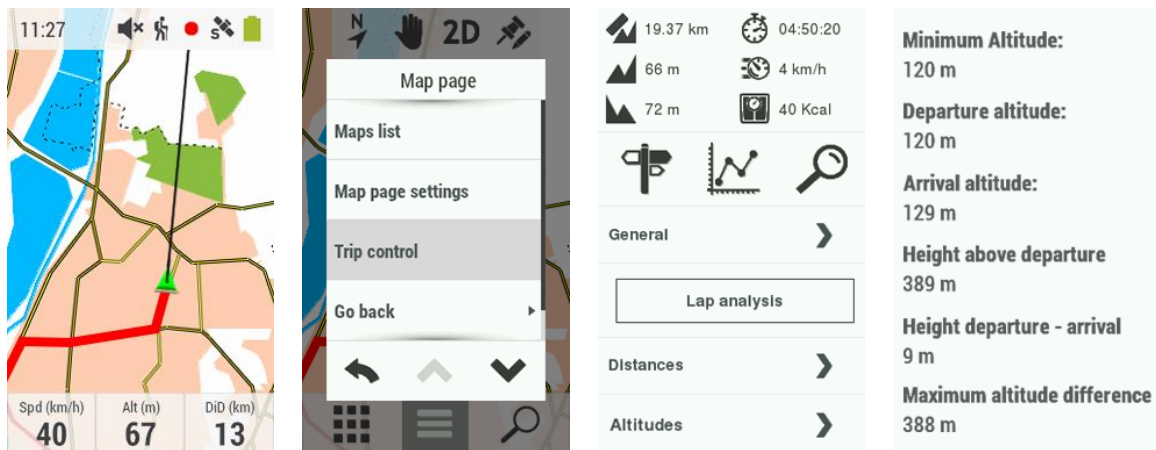 11:27
S
Spd (km/h)
Alt (m)
DiD (km)
40
67
13
2D
Map page
Maps list
Map page settings
Trip control
Go back
19.37 km
04:50:20
66 m
4 km/h
72 m
40 Kcal
General
Lap analysis
Distances
Altitudes
Minimum Altitude:
120 m
Departure altitude:
120 m
Arrival altitude:
129 m
Height above departure
389 m
Height departure - arrival
9 m
Maximum altitude difference
388 m